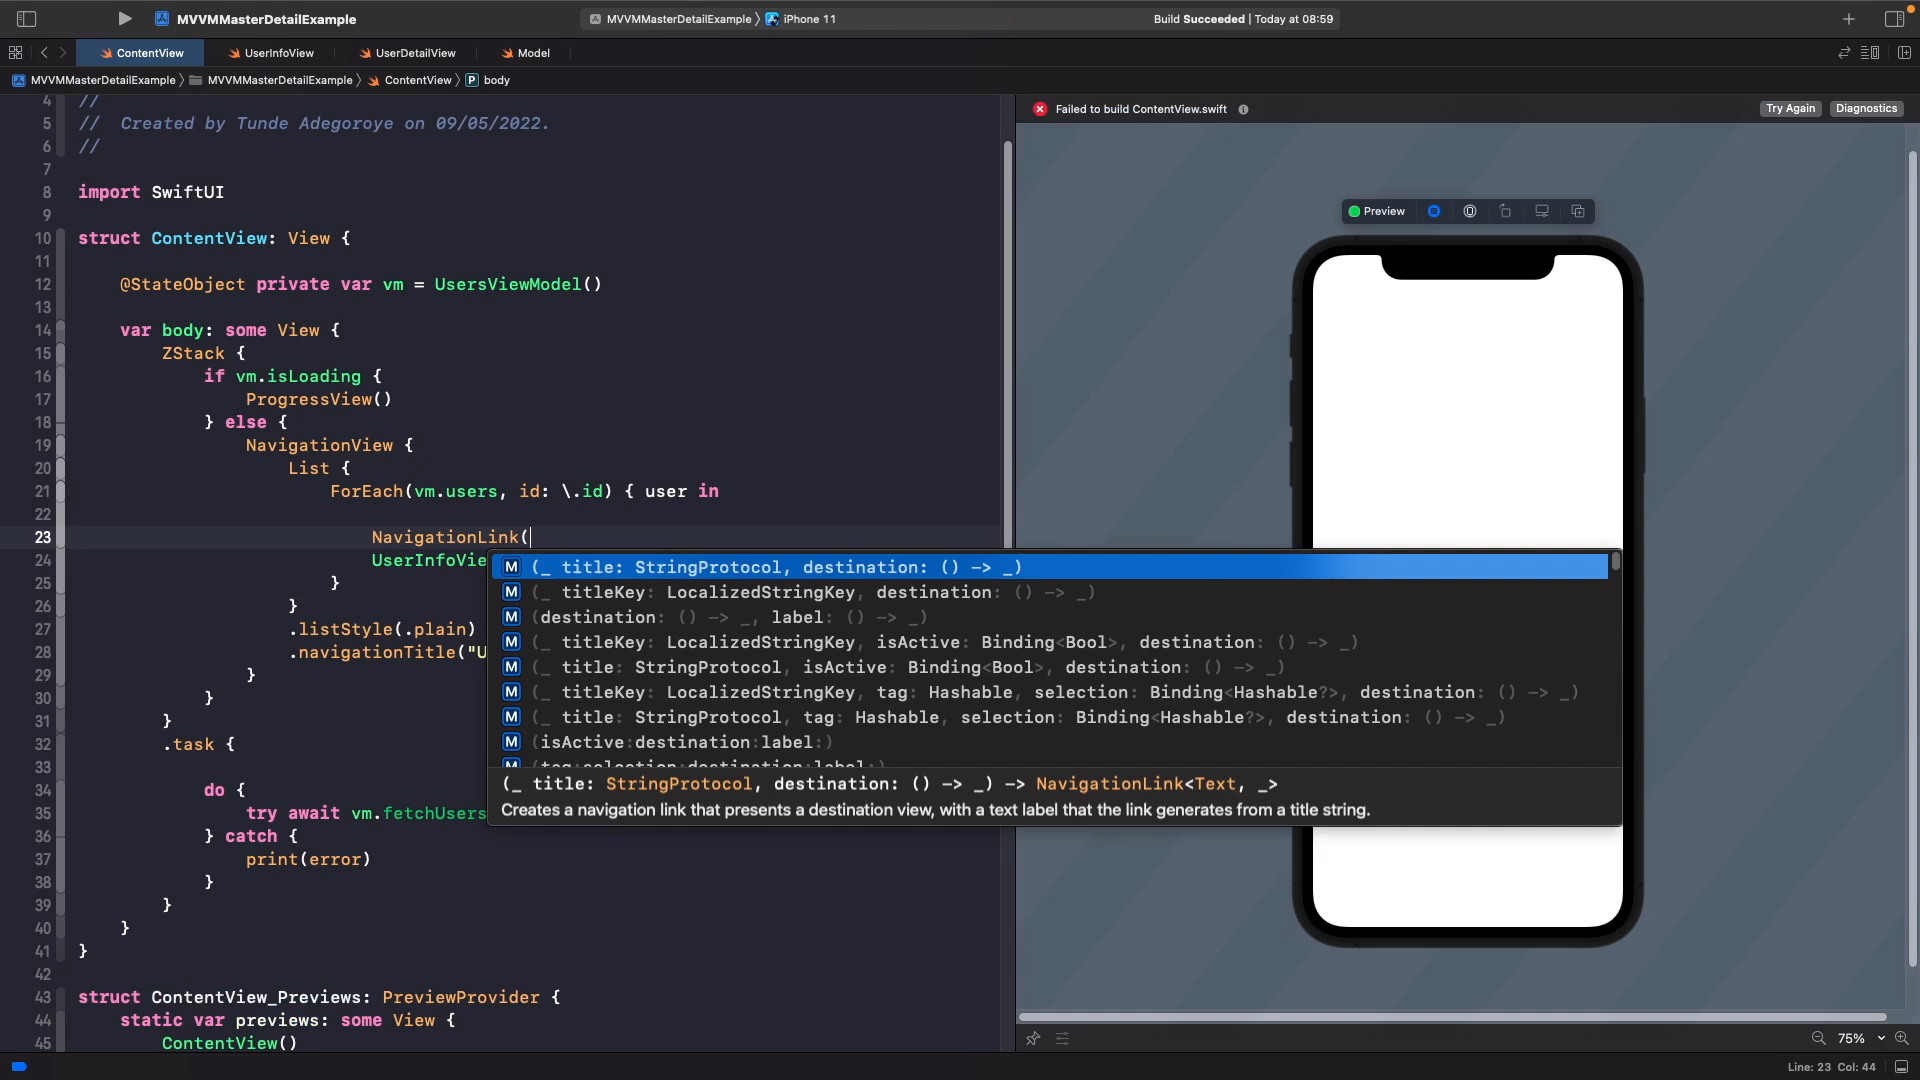 MVVMMasterDetailExample
MVVMMasterDetailExample 〉 iPhone 11
Build Succeeded | Today at 08:59
ContentView
UserInfoView
UserDetailView
Model
MVVMMasterDetailExample 〉 MVVMMasterDetailExample 〉 ContentView 〉 P body
4 //
5 //  Created by Tunde Adegoroye on 09/05/2022.
6 //
7
8 import SwiftUI
9
10 struct ContentView: View {
11
12 @StateObject private var vm = UsersViewModel()
13
14 var body: some View {
15 ZStack {
16 if vm.isLoading {
17 ProgressView()
18 } else {
19 NavigationView {
20 List {
21 ForEach(vm.users, id: \.id) { user in
22
23 NavigationLink(
24 UserInfoVie
25 }
26 }
27 .listStyle(.plain)
28 .navigationTitle("U
29 }
30 }
31 }
32 .task {
33
34 do {
35 try await vm.fetchUsers
36 } catch {
37 print(error)
38 }
39 }
40 }
41 }
42
43 struct ContentView_Previews: PreviewProvider {
44 static var previews: some View {
45 ContentView()
M (_ title: StringProtocol, destination: () -> _)
M (_ titleKey: LocalizedStringKey, destination: () -> _)
M (destination: () -> _, label: () -> _)
M (_ titleKey: LocalizedStringKey, isActive: Binding<Bool>, destination: () -> _)
M (_ title: StringProtocol, isActive: Binding<Bool>, destination: () -> _)
M (_ titleKey: LocalizedStringKey, tag: Hashable, selection: Binding<Hashable?>, destination: () -> _)
M (_ title: StringProtocol, tag: Hashable, selection: Binding<Hashable?>, destination: () -> _)
M (isActive:destination:label:)
M (tag:selection:destination:label:)
(_ title: StringProtocol, destination: () -> _) -> NavigationLink<Text, _>
Creates a navigation link that presents a destination view, with a text label that the link generates from a title string.
Failed to build ContentView.swift
Try Again
Diagnostics
Preview
75%
Line: 23 Col: 44